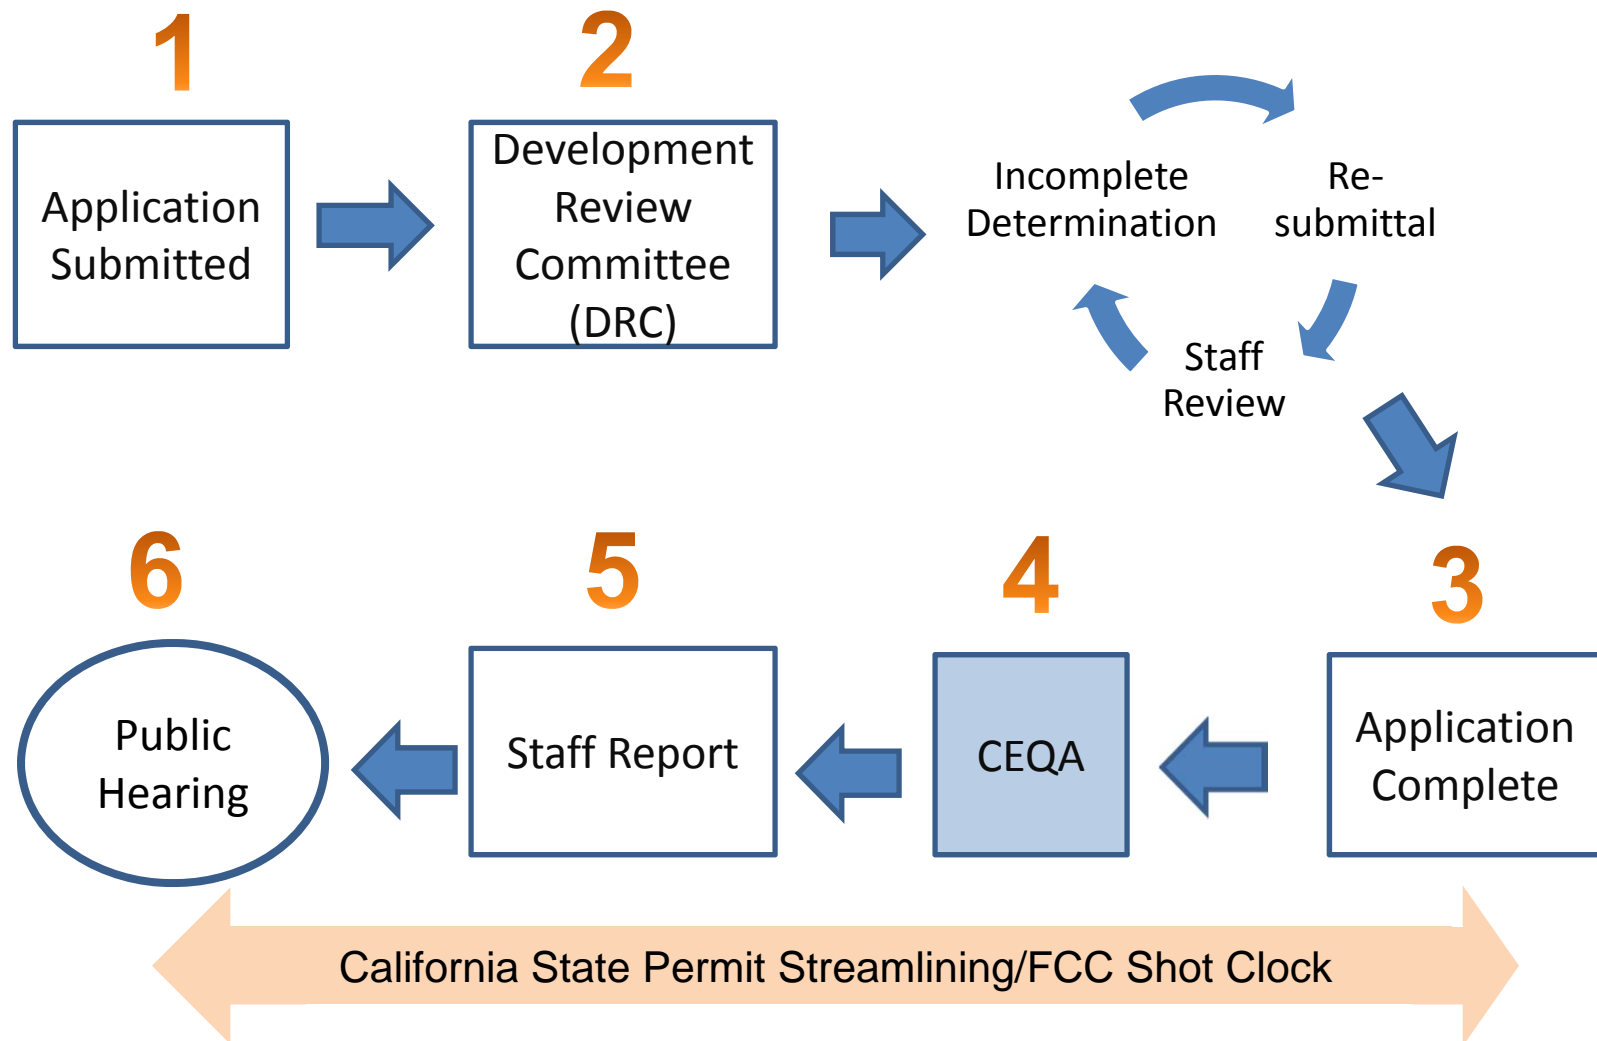 1
Application
Submitted
2
Development
Review
Committee
(DRC)
Incomplete
Determination
Re-
submittal
Staff
Review
3
Application
Complete
4
CEQA
5
Staff Report
6
Public
Hearing
California State Permit Streamlining/FCC Shot Clock